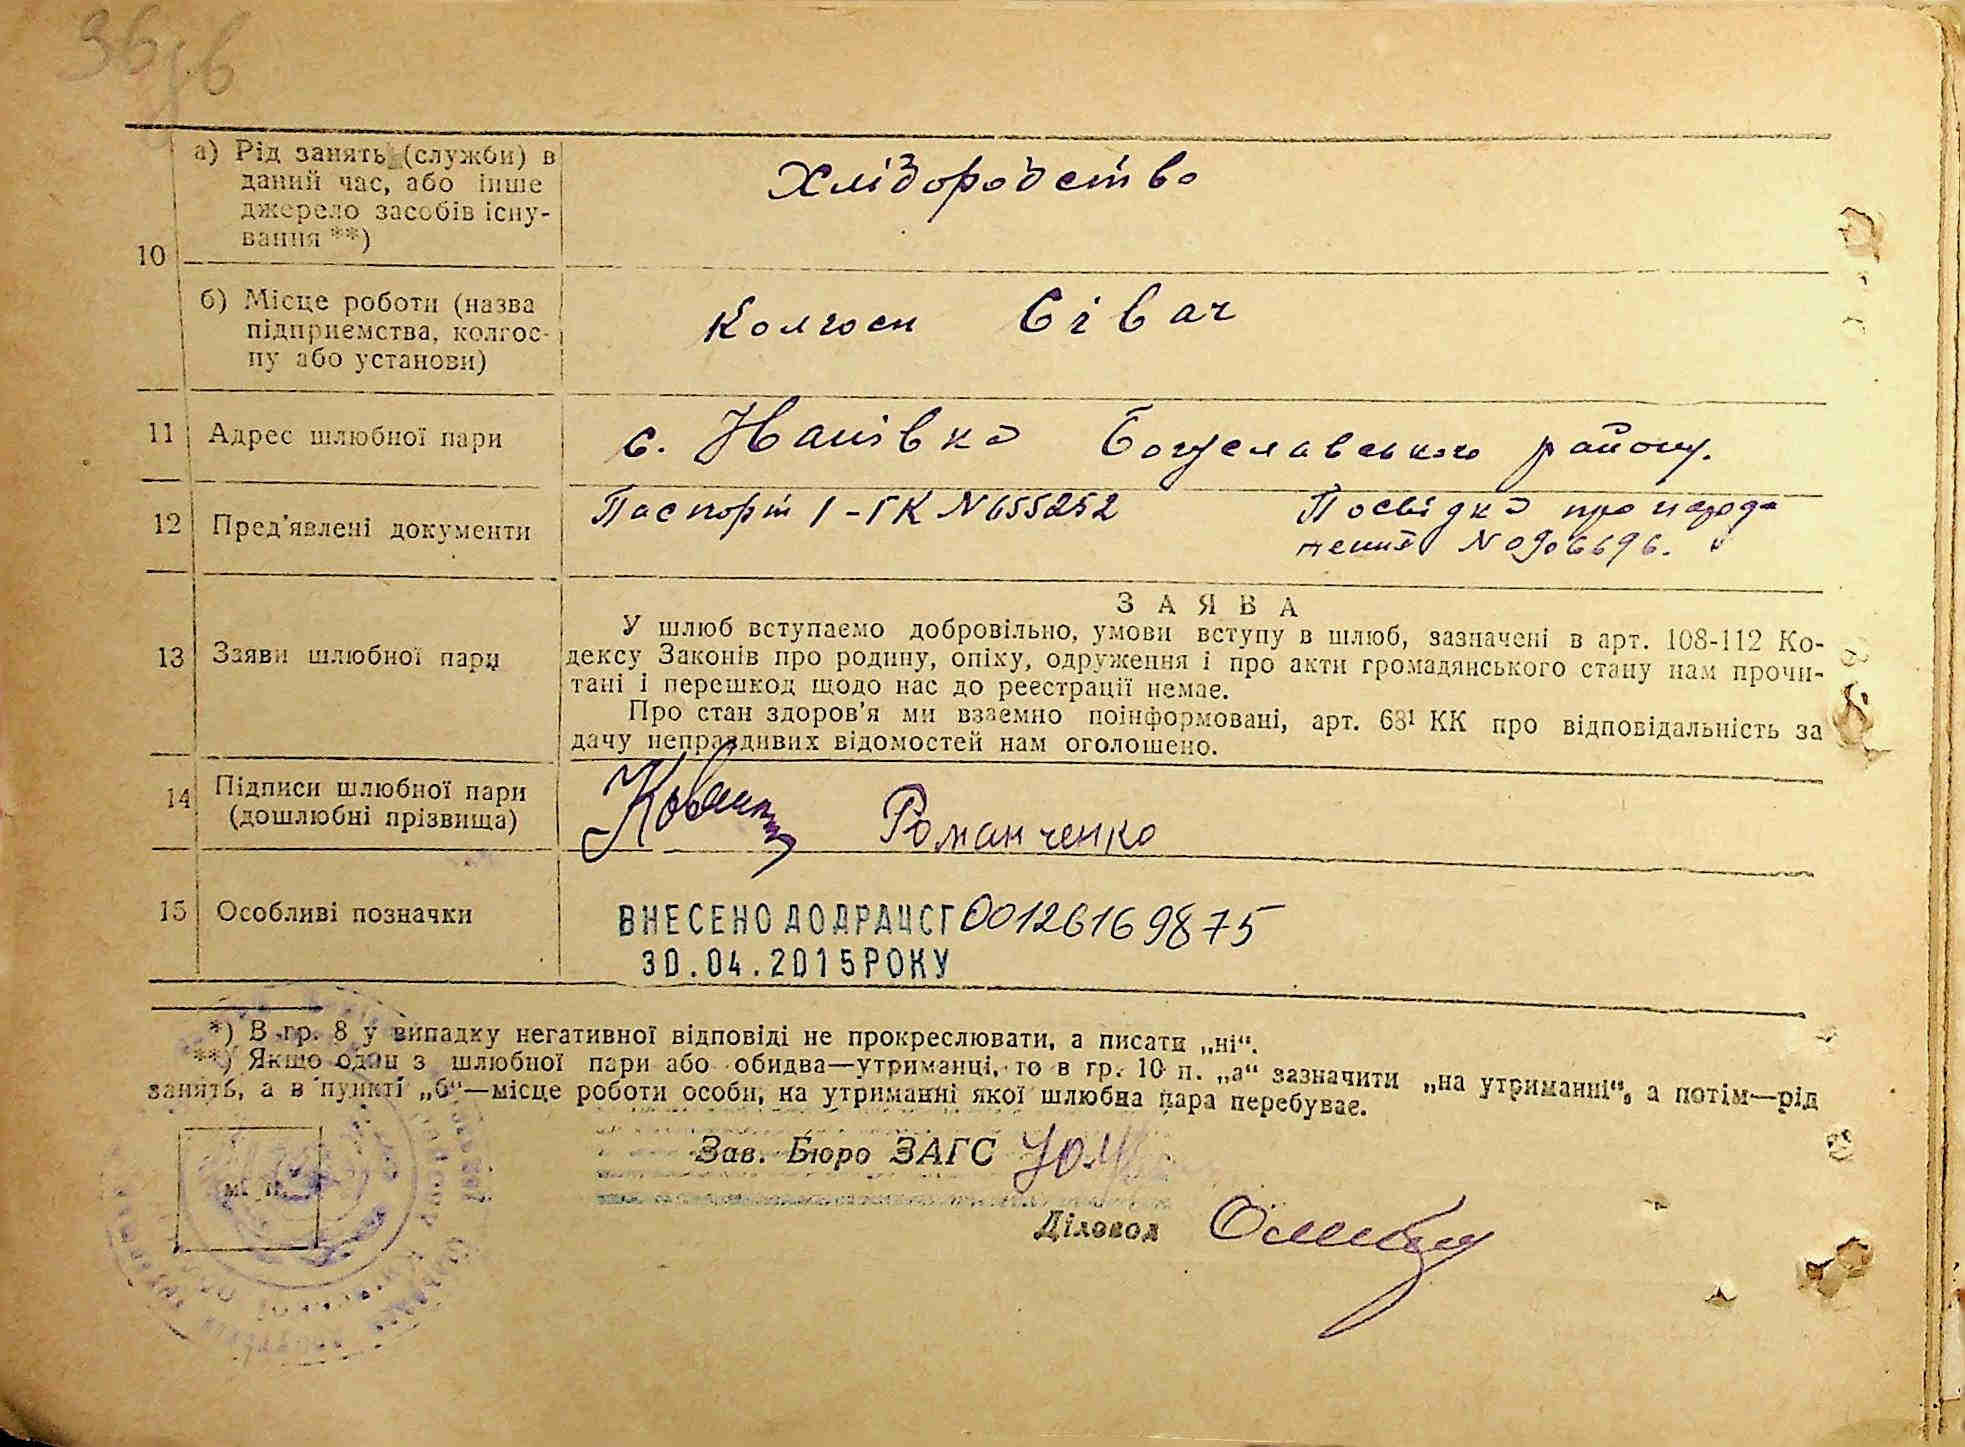 а) Рід занять (служби) в
даний час, або інше
джерело засобів існу-
вання **)
Хлібородство
10
б) Місце роботи (назва
підприємства, колгос-
пу або установи)
Колгосп Сівач
11 Адрес шлюбної пари
с. Йосипівка Богуславського району.
12 Пред'явлені документи
Паспорт 1-ГК N 655252
Посвідка про народ-
ження N 0906696.
13 Заяви шлюбної пари
ЗАЯВА
У шлюб вступаємо добровільно, умови вступу в шлюб, зазначені в арт. 108-112 Ко-
дексу Законів про родину, опіку, одруження і про акти громадянського стану нам прочи-
тані і перешкод щодо нас до реєстрації немає.
Про стан здоров'я ми взаємно поінформовані, арт. 68¹ КК про відповідальність за
дачу неправдивих відомостей нам оголошено.
14 Підписи шлюбної пари
(дошлюбні прізвища)
Романченко
15 Особливі позначки
ВНЕСЕНО ДО ДРАЦСГ 00126169875
30.04.2015 РОКУ
*) В гр. 8 у випадку негативної відповіді не прокреслювати, а писати „ні“.
**) Якщо один з шлюбної пари або обидва—утриманці, то в гр. 10 п. „а“ зазначити „на утриманні“, а потім—рід
занять, а в пункті „б“—місце роботи особи, на утриманні якої шлюбна пара перебуває.
Зав. Бюро ЗАГС
М. П.
Діловод